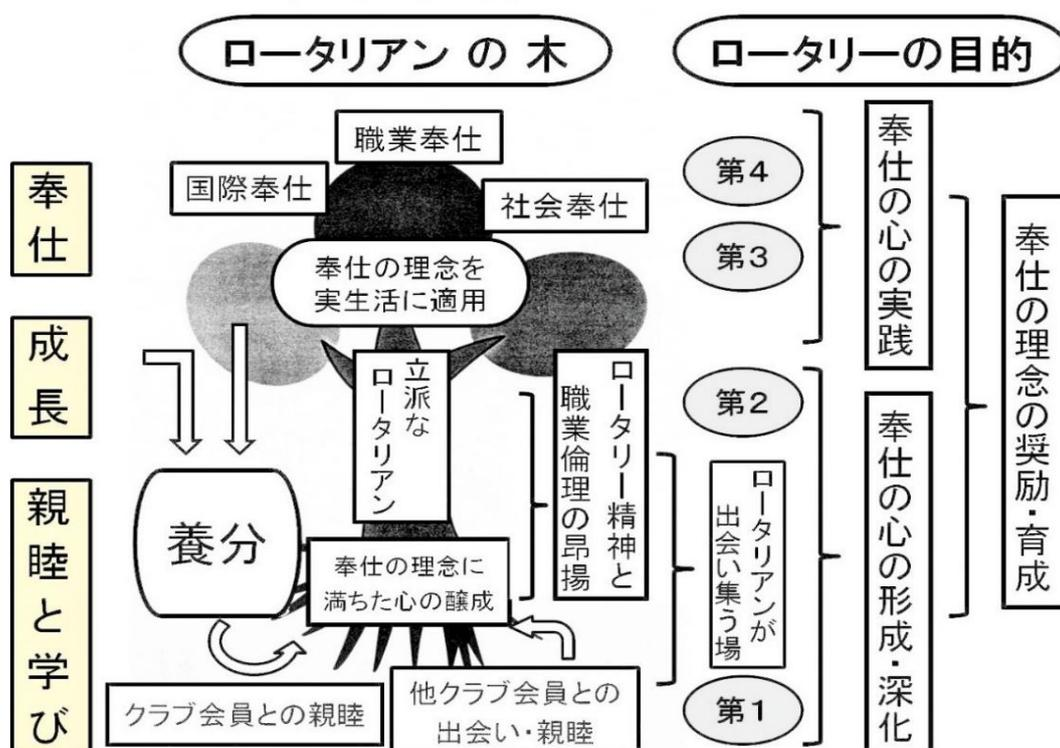 ロータリアン の 木
ロータリーの目的
奉仕
成長
親睦と学び
職業奉仕
国際奉仕
社会奉仕
奉仕の理念を
実生活に適用
立派な
ロータリアン
養分
奉仕の理念に
満ちた心の醸成
クラブ会員との親睦
他クラブ会員との
出会い・親睦
ロータリー精神と
職業倫理の昂揚
第4
第3
第2
ロータリアンが
出会い集う場
第1
奉仕の心の実践
奉仕の心の形成・深化
奉仕の理念の奨励・育成